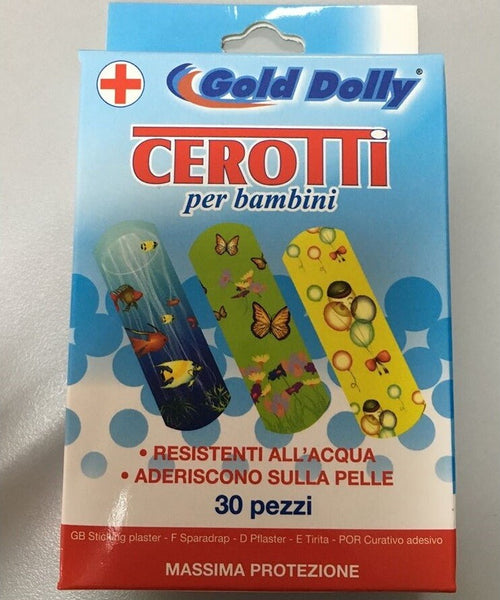 Gold Dolly®
CEROTTI
per bambini
• RESISTENTI ALL'ACQUA
• ADERISCONO SULLA PELLE
30 pezzi
GB Sticking plaster - F Sparadrap - D Pflaster - E Tirita - POR Curativo adesivo
MASSIMA PROTEZIONE